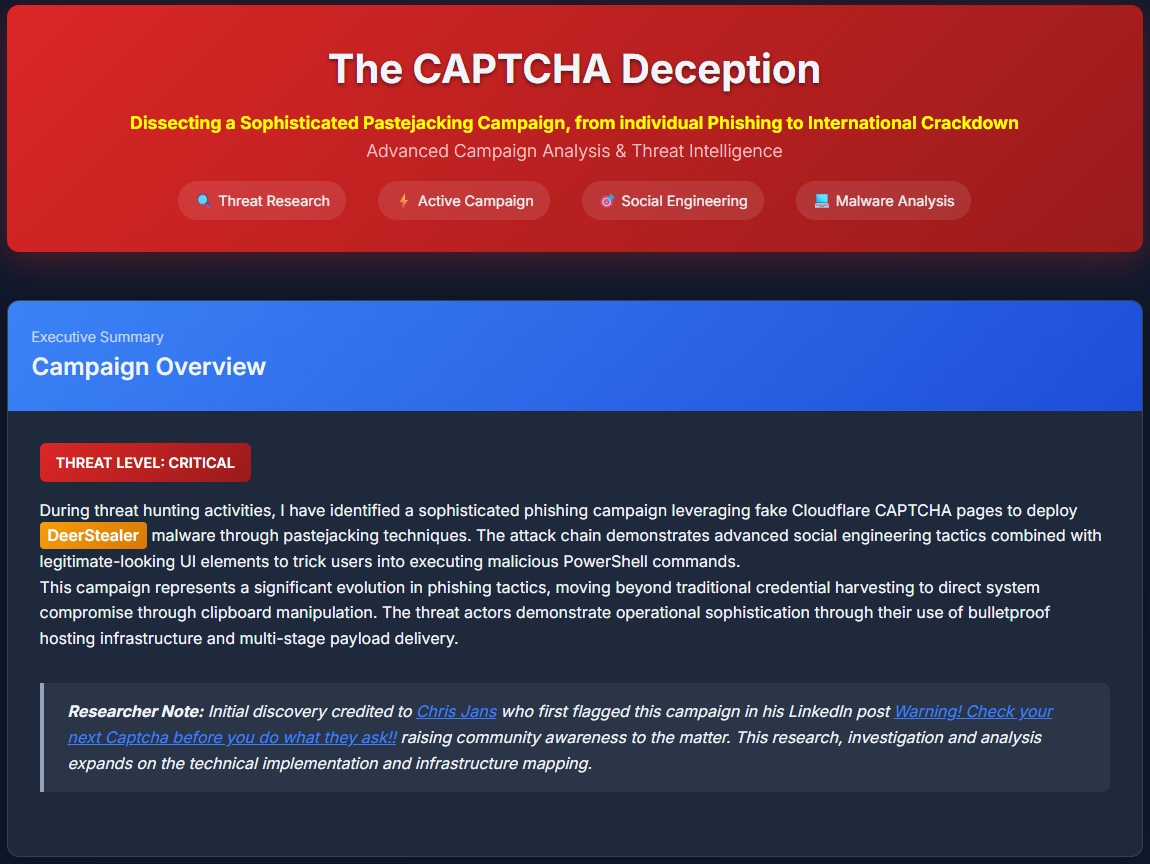 The CAPTCHA Deception
Dissecting a Sophisticated Pastejacking Campaign, from individual Phishing to International Crackdown
Advanced Campaign Analysis & Threat Intelligence
Threat Research
Active Campaign
Social Engineering
Malware Analysis
Executive Summary
Campaign Overview
THREAT LEVEL: CRITICAL
During threat hunting activities, I have identified a sophisticated phishing campaign leveraging fake Cloudflare CAPTCHA pages to deploy
DeerStealer malware through pastejacking techniques. The attack chain demonstrates advanced social engineering tactics combined with
legitimate-looking UI elements to trick users into executing malicious PowerShell commands.
This campaign represents a significant evolution in phishing tactics, moving beyond traditional credential harvesting to direct system
compromise through clipboard manipulation. The threat actors demonstrate operational sophistication through their use of bulletproof
hosting infrastructure and multi-stage payload delivery.
Researcher Note: Initial discovery credited to Chris Jans who first flagged this campaign in his LinkedIn post Warning! Check your
next Captcha before you do what they ask!! raising community awareness to the matter. This research, investigation and analysis
expands on the technical implementation and infrastructure mapping.